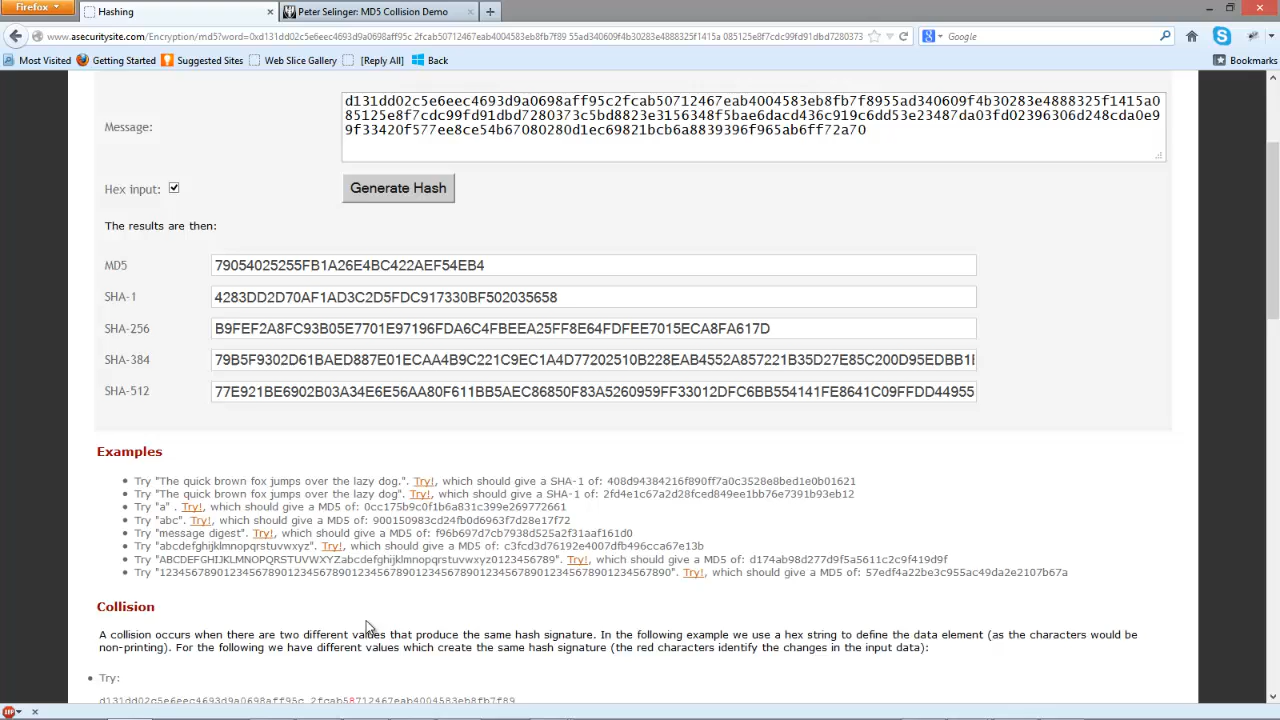 Firefox
Hashing
Peter Selinger: MD5 Collision Demo
www.asecuritysite.com/Encryption/md5?word=0xd131dd02c5e6eec4693d9a0698aff95c 2fcab50712467eab4004583eb8fb7f89 55ad340609f4b30283e4888325f1415a 085125e8f7cdc99fd91dbd7280373
Google
Most Visited Getting Started Suggested Sites Web Slice Gallery [Reply All] Back Bookmarks
Message:
d131dd02c5e6eec4693d9a0698aff95c2fcab50712467eab4004583eb8fb7f8955ad340609f4b30283e4888325f1415a0
85125e8f7cdc99fd91dbd7280373c5bd8823e3156348f5bae6dacd436c919c6dd53e23487da03fd02396306d248cda0e9
9f33420f577ee8ce54b67080280d1ec69821bcb6a8839396f965ab6ff72a70
Hex input:
Generate Hash
The results are then:
MD5 79054025255FB1A26E4BC422AEF54EB4
SHA-1 4283DD2D70AF1AD3C2D5FDC917330BF502035658
SHA-256 B9FEF2A8FC93B05E7701E97196FDA6C4FBEEA25FF8E64FDFEE7015ECA8FA617D
SHA-384 79B5F9302D61BAED887E01ECAA4B9C221C9EC1A4D77202510B228EAB4552A857221B35D27E85C200D95EDBB1
SHA-512 77E921BE6902B03A34E6E56AA80F611BB5AEC86850F83A5260959FF33012DFC6BB554141FE8641C09FFDD44955
Examples
• Try "The quick brown fox jumps over the lazy dog.". Try!, which should give a SHA-1 of: 408d94384216f890ff7a0c3528e8bed1e0b01621
• Try "The quick brown fox jumps over the lazy dog". Try!, which should give a SHA-1 of: 2fd4e1c67a2d28fced849ee1bb76e7391b93eb12
• Try "a" . Try!, which should give a MD5 of: 0cc175b9c0f1b6a831c399e269772661
• Try "abc". Try!, which should give a MD5 of: 900150983cd24fb0d6963f7d28e17f72
• Try "message digest". Try!, which should give a MD5 of: f96b697d7cb7938d525a2f31aaf161d0
• Try "abcdefghijklmnopqrstuvwxyz". Try!, which should give a MD5 of: c3fcd3d76192e4007dfb496cca67e13b
• Try "ABCDEFGHIJKLMNOPQRSTUVWXYZabcdefghijklmnopqrstuvwxyz0123456789". Try!, which should give a MD5 of: d174ab98d277d9f5a5611c2c9f419d9f
• Try "12345678901234567890123456789012345678901234567890123456789012345678901234567890". Try!, which should give a MD5 of: 57edf4a22be3c955ac49da2e2107b67a
Collision
A collision occurs when there are two different values that produce the same hash signature. In the following example we use a hex string to define the data element (as the characters would be
non-printing). For the following we have different values which create the same hash signature (the red characters identify the changes in the input data):
• Try:
d131dd02c5e6eec4693d9a0698aff95c 2fcab58712467eab4004583eb8fb7f89